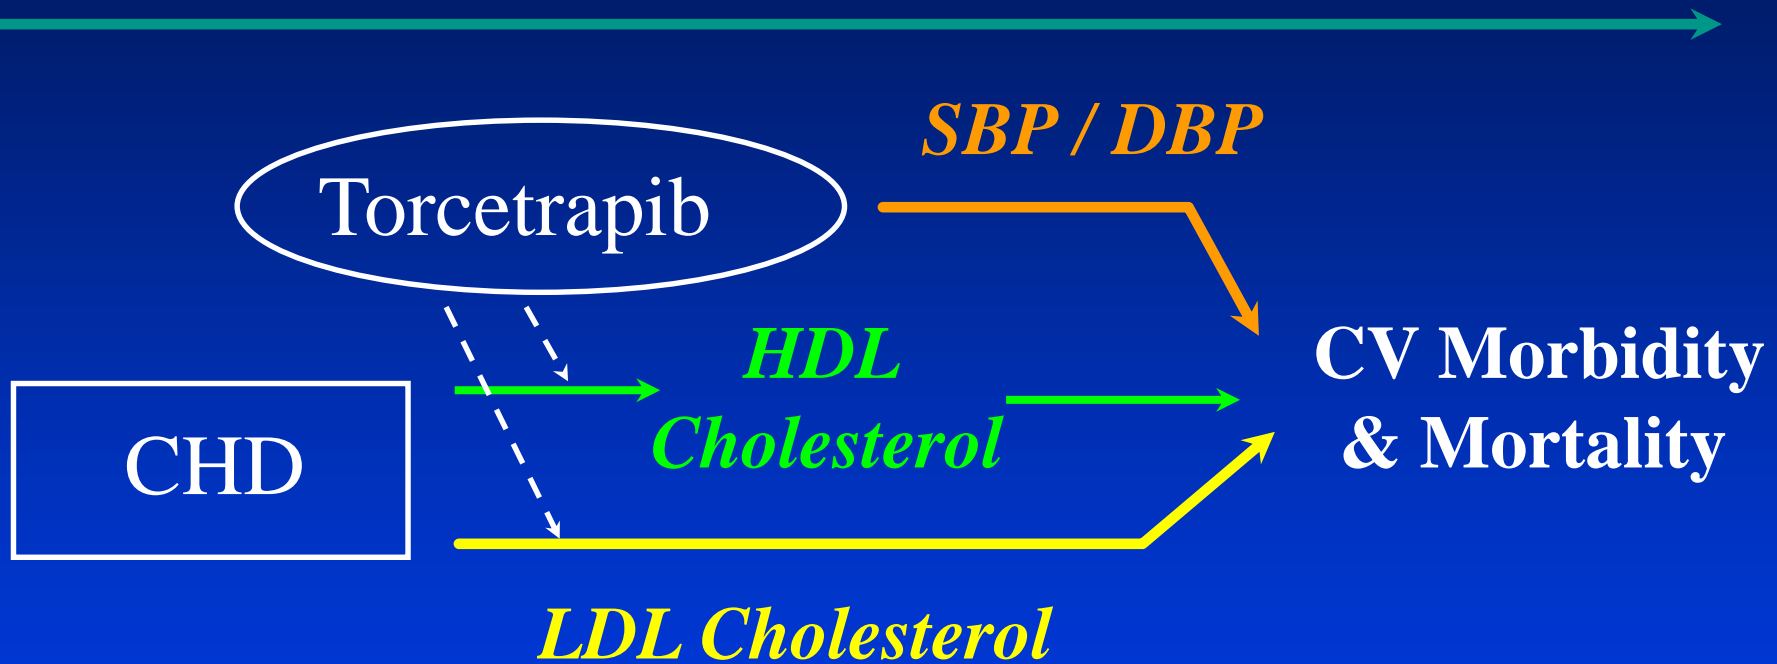 SBP / DBP
Torcetrapib
HDL
Cholesterol
CV Morbidity
& Mortality
CHD
LDL Cholesterol